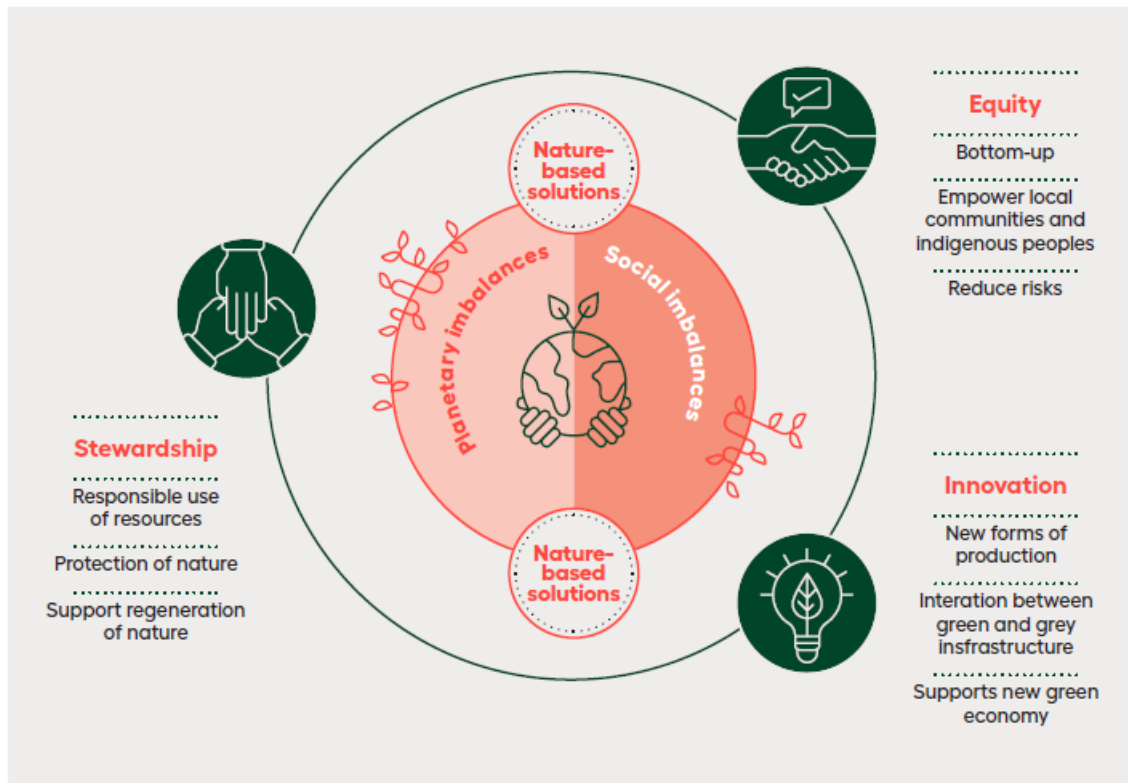 Nature-
based
solutions
Planetary imbalances
Social imbalances
Nature-
based
solutions
Equity
Bottom-up
Empower local
communities and
indigenous peoples
Reduce risks
Stewardship
Responsible use
of resources
Protection of nature
Support regeneration
of nature
Innovation
New forms of
production
Interation between
green and grey
insfrastructure
Supports new green
economy